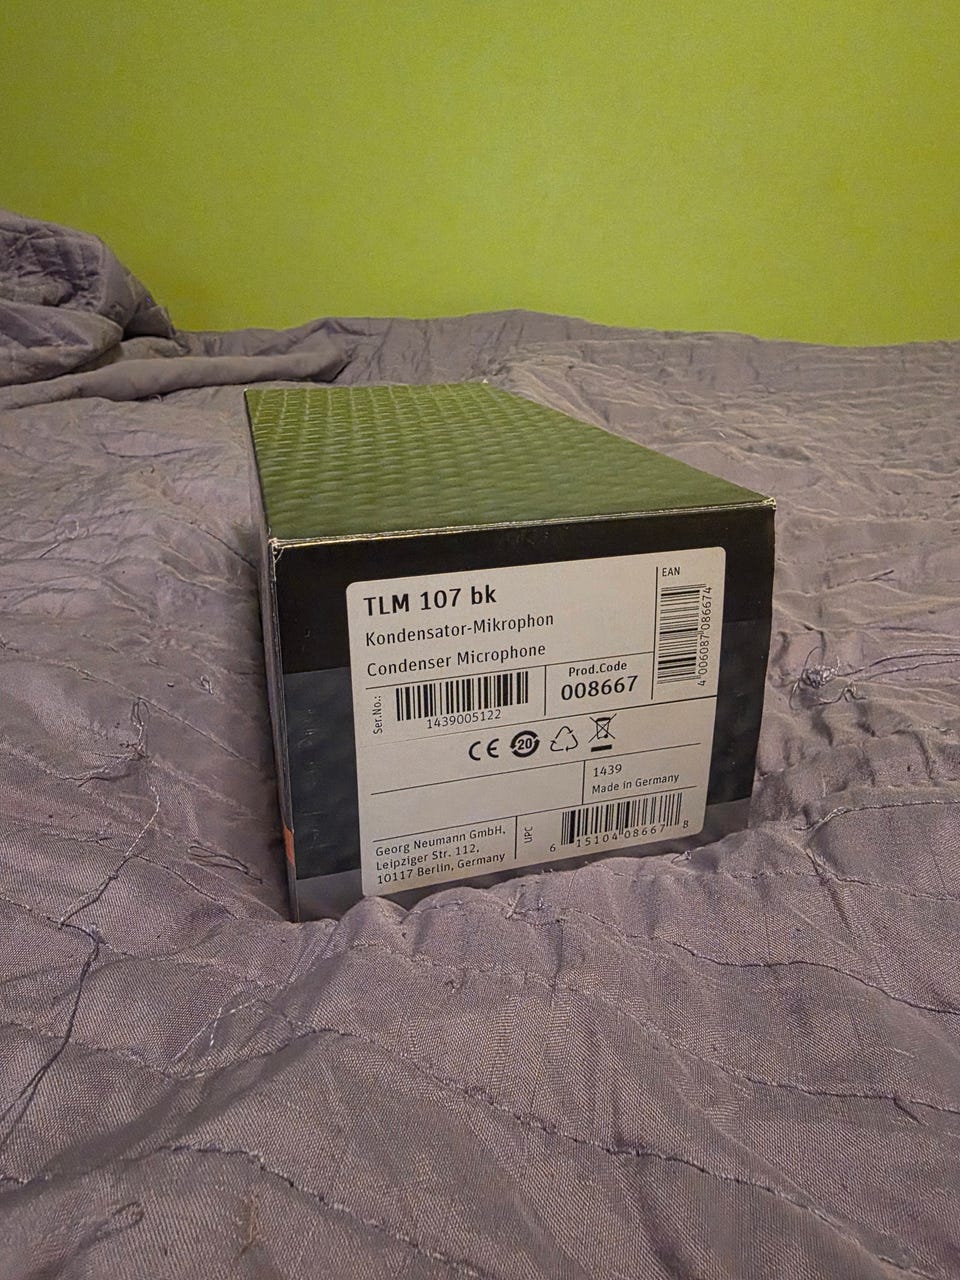 TLM 107 bk
Kondensator-Mikrophon
Condenser Microphone
EAN
4 006087 086674
Ser.No.:
1439005122
Prod.Code
008667
CE
20
1439
Made in Germany
Georg Neumann GmbH,
Leipziger Str. 112,
10117 Berlin, Germany
UPC
6 15104 08667 8